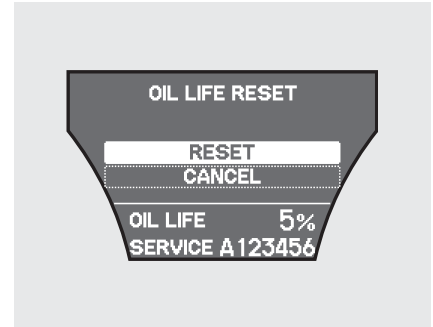 OIL LIFE RESET
RESET
CANCEL
OIL LIFE 5%
SERVICE A123456